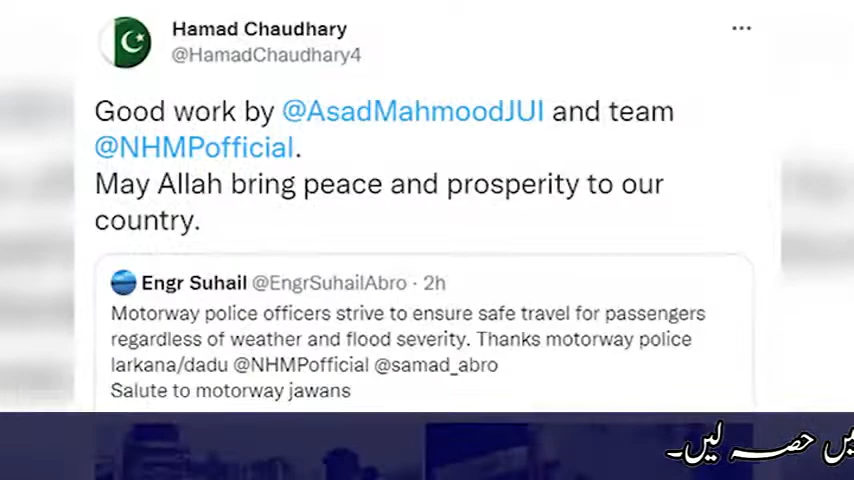 Hamad Chaudhary
@HamadChaudhary4
Good work by @AsadMahmoodJUI and team
@NHMPofficial.
May Allah bring peace and prosperity to our
country.
Engr Suhail @EngrSuhailAbro · 2h
Motorway police officers strive to ensure safe travel for passengers
regardless of weather and flood severity. Thanks motorway police
larkana/dadu @NHMPofficial @samad_abro
Salute to motorway jawans
حصہ لیں۔